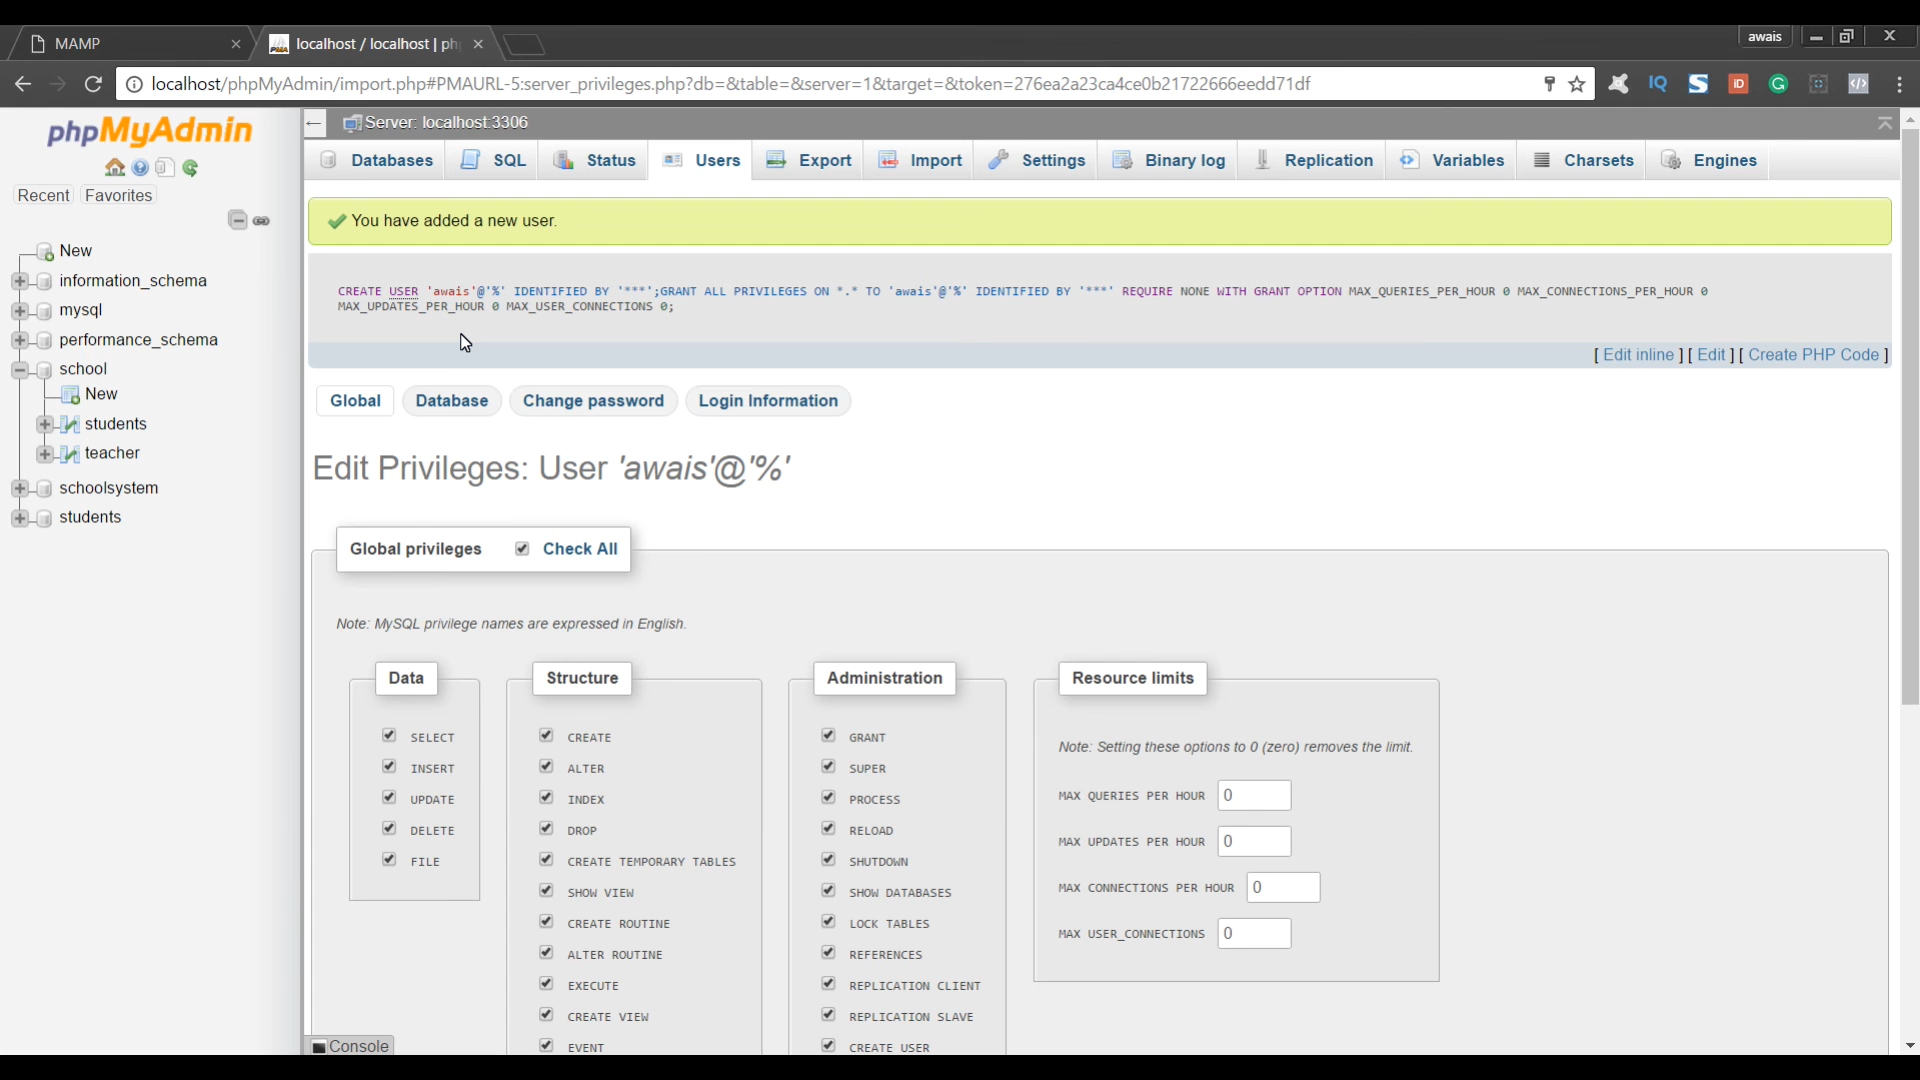 MAMP
localhost / localhost | ph
awais
localhost/phpMyAdmin/import.php#PMAURL-5:server_privileges.php?db=&table=&server=1&target=&token=276ea2a23ca4ce0b21722666eedd71df
IQ
S
iD
G
phpMyAdmin
Recent Favorites
New
information_schema
mysql
performance_schema
school
New
students
teacher
schoolsystem
students
Server: localhost:3306
Databases SQL Status Users Export Import Settings Binary log Replication Variables Charsets Engines
You have added a new user.
CREATE USER 'awais'@'%' IDENTIFIED BY '***';GRANT ALL PRIVILEGES ON *.* TO 'awais'@'%' IDENTIFIED BY '***' REQUIRE NONE WITH GRANT OPTION MAX_QUERIES_PER_HOUR 0 MAX_CONNECTIONS_PER_HOUR 0
MAX_UPDATES_PER_HOUR 0 MAX_USER_CONNECTIONS 0;
[ Edit inline ] [ Edit ] [ Create PHP Code ]
Global Database Change password Login Information
Edit Privileges: User 'awais'@'%'
Global privileges Check All
Note: MySQL privilege names are expressed in English.
Data
SELECT
INSERT
UPDATE
DELETE
FILE
Structure
CREATE
ALTER
INDEX
DROP
CREATE TEMPORARY TABLES
SHOW VIEW
CREATE ROUTINE
ALTER ROUTINE
EXECUTE
CREATE VIEW
EVENT
Administration
GRANT
SUPER
PROCESS
RELOAD
SHUTDOWN
SHOW DATABASES
LOCK TABLES
REFERENCES
REPLICATION CLIENT
REPLICATION SLAVE
CREATE USER
Resource limits
Note: Setting these options to 0 (zero) removes the limit.
MAX QUERIES PER HOUR 0
MAX UPDATES PER HOUR 0
MAX CONNECTIONS PER HOUR 0
MAX USER_CONNECTIONS 0
Console